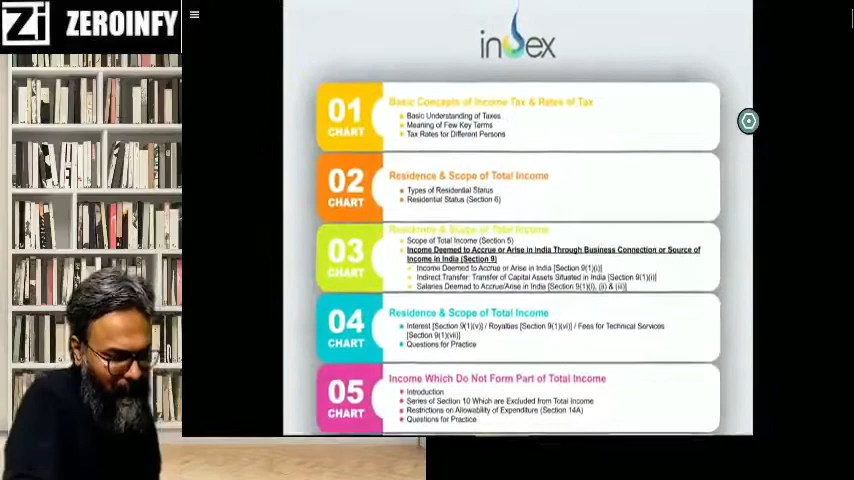 Zi ZEROINFY
index
01
CHART
Basic Concepts of Income Tax & Rates of Tax
Basic Understanding of Taxes
Meaning of Few Key Terms
Tax Rates for Different Persons
02
CHART
Residence & Scope of Total Income
Types of Residential Status
Residential Status (Section 6)
03
CHART
Residence & Scope of Total Income
Scope of Total Income (Section 5)
Income Deemed to Accrue or Arise in India Through Business Connection or Source of
Income in India (Section 9)
Income Deemed to Accrue or Arise in India [Section 9(1)(i)]
Indirect Transfer: Transfer of Capital Assets Situated in India [Section 9(1)(i)]
Salaries Deemed to Accrue/Arise in India [Section 9(1)(i), (ii) & (iii)]
04
CHART
Residence & Scope of Total Income
Interest [Section 9(1)(v)] / Royalties [Section 9(1)(vi)] / Fees for Technical Services
[Section 9(1)(vii)]
Questions for Practice
05
CHART
Income Which Do Not Form Part of Total Income
Introduction
Series of Section 10 Which are Excluded from Total Income
Restrictions on Allowability of Expenditure (Section 14A)
Questions for Practice